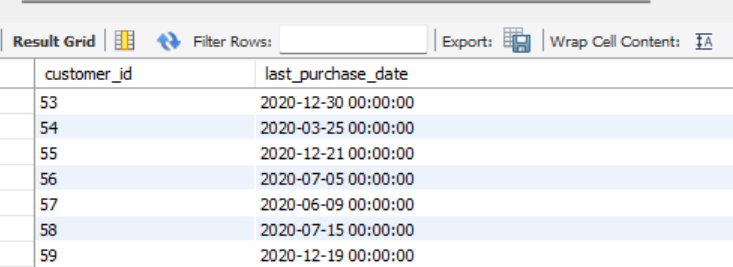 Result Grid Filter Rows: Export: Wrap Cell Content: IA
customer_id last_purchase_date
53 2020-12-30 00:00:00
54 2020-03-25 00:00:00
55 2020-12-21 00:00:00
56 2020-07-05 00:00:00
57 2020-06-09 00:00:00
58 2020-07-15 00:00:00
59 2020-12-19 00:00:00